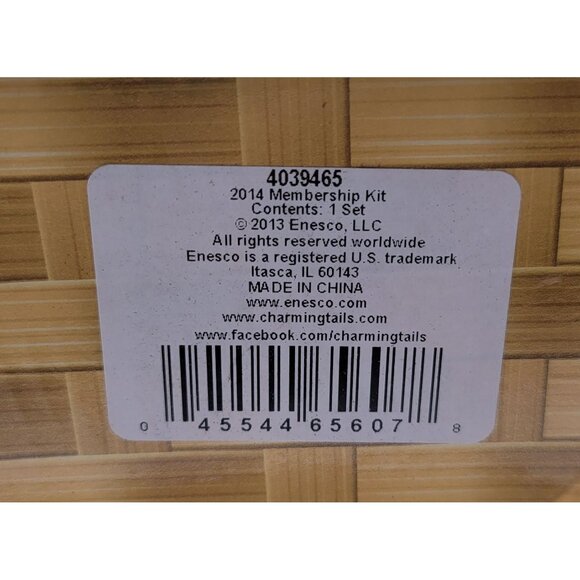 4039465
2014 Membership Kit
Contents: 1 Set
© 2013 Enesco, LLC
All rights reserved worldwide
Enesco is a registered U.S. trademark
Itasca, IL 60143
MADE IN CHINA
www.enesco.com
www.charmingtails.com
www.facebook.com/charmingtails
0 45544 65607 8